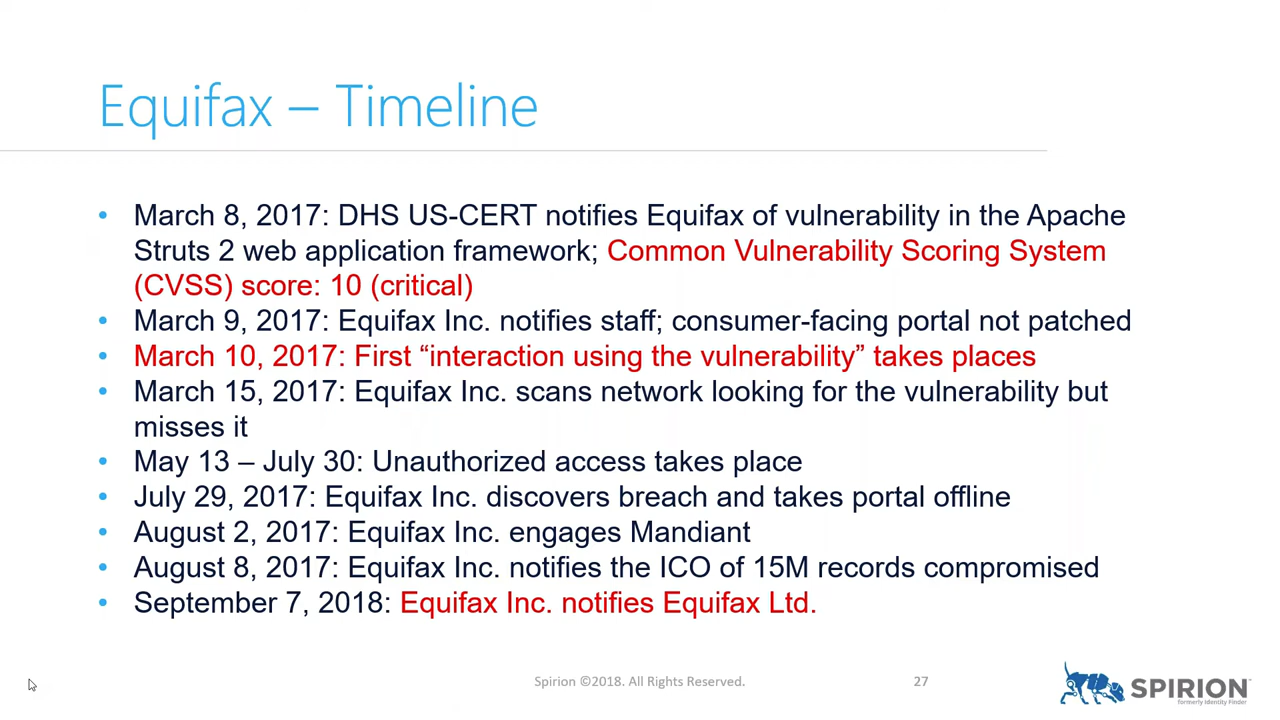 Equifax – Timeline
• March 8, 2017: DHS US-CERT notifies Equifax of vulnerability in the Apache
Struts 2 web application framework; Common Vulnerability Scoring System
(CVSS) score: 10 (critical)
• March 9, 2017: Equifax Inc. notifies staff; consumer-facing portal not patched
• March 10, 2017: First “interaction using the vulnerability” takes places
• March 15, 2017: Equifax Inc. scans network looking for the vulnerability but
misses it
• May 13 – July 30: Unauthorized access takes place
• July 29, 2017: Equifax Inc. discovers breach and takes portal offline
• August 2, 2017: Equifax Inc. engages Mandiant
• August 8, 2017: Equifax Inc. notifies the ICO of 15M records compromised
• September 7, 2018: Equifax Inc. notifies Equifax Ltd.
Spirion ©2018. All Rights Reserved.
27
SPIRION
formerly Identity Finder